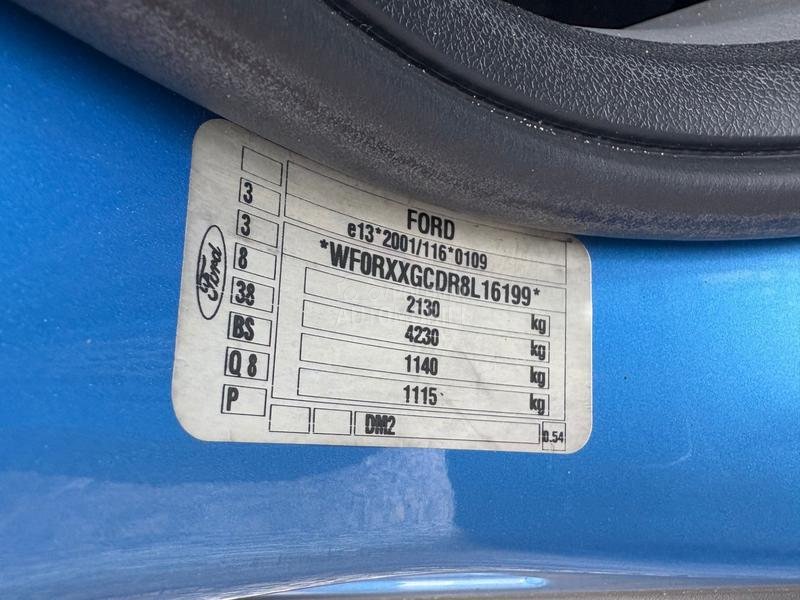 FORD
e13*2001/116*0109
*WF0RXXGCDR8L16199*
2130 kg
4230 kg
1140 kg
1115 kg
DM2
0.54
3
3
8
38
BS
Q 8
P
Ford